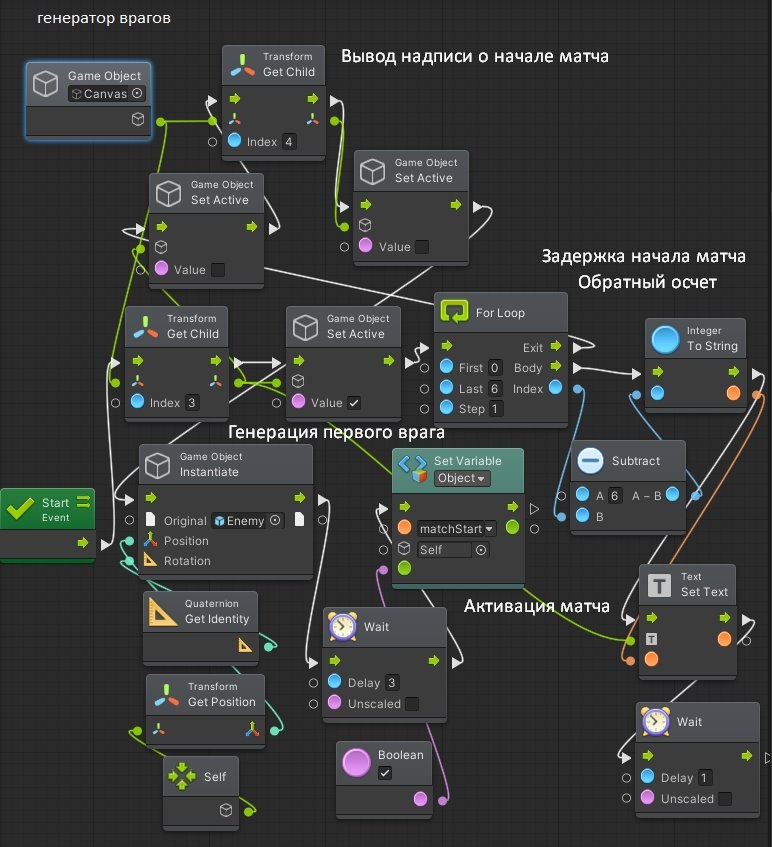 генератор врагов
Transform
Get Child
Index 4
Вывод надписи о начале матча
Game Object
Canvas
Game Object
Set Active
Value
Game Object
Set Active
Value
Задержка начала матча
Обратный осчет
Transform
Get Child
Index 3
Game Object
Set Active
Value
For Loop
Exit
First 0 Body
Last 6 Index
Step 1
Integer
To String
Генерация первого врага
Game Object
Instantiate
Original Enemy
Position
Rotation
Set Variable
Object
matchStart
Self
Subtract
A 6 A − B
B
Start
Event
Активация матча
Text
Set Text
Quaternion
Get Identity
Wait
Delay 3
Unscaled
Transform
Get Position
Self
Boolean
Wait
Delay 1
Unscaled